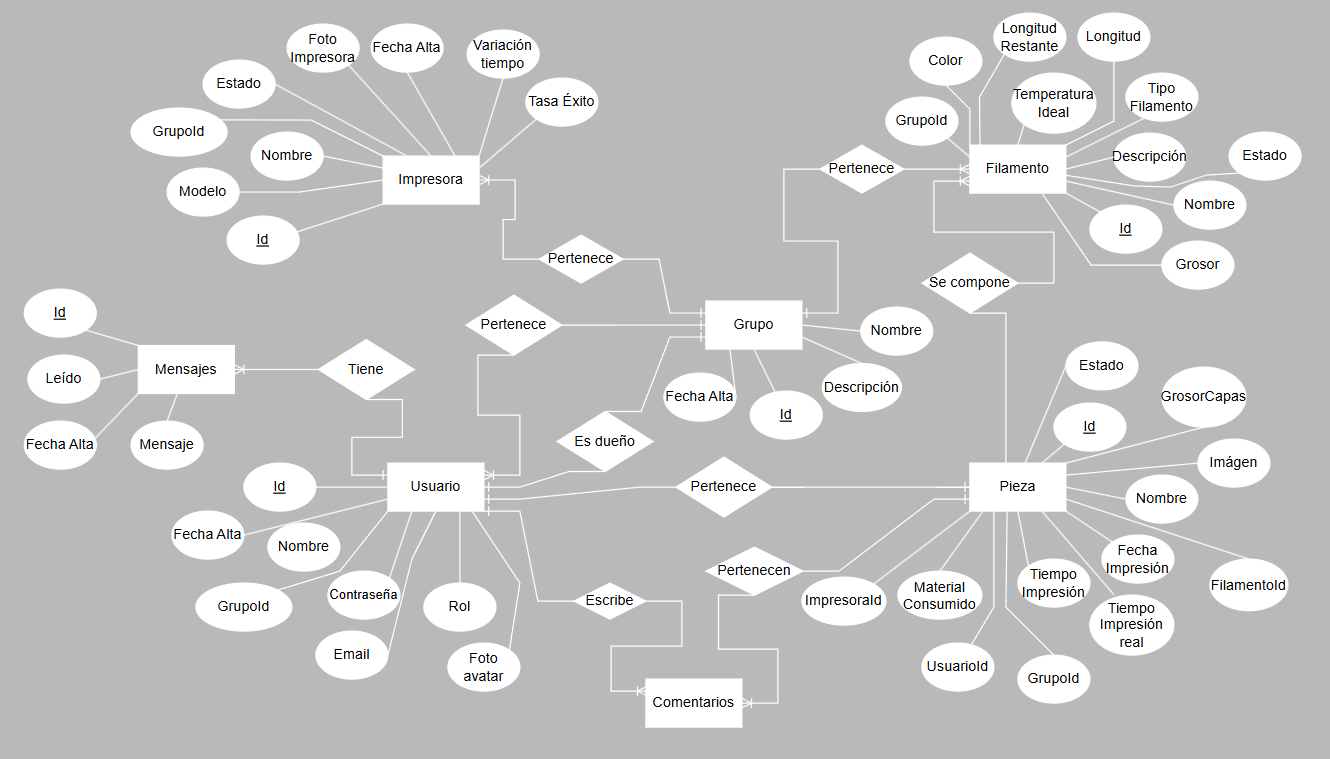 Foto
Impresora
Fecha Alta
Variación
tiempo
Estado
Tasa Éxito
GrupoId
Nombre
Modelo
Impresora
Id
Longitud
Restante
Longitud
Color
Temperatura
Ideal
Tipo
Filamento
GrupoId
Descripción
Estado
Pertenece
Filamento
Nombre
Id
Grosor
Pertenece
Se compone
Id
Pertenece
Grupo
Nombre
Mensajes
Tiene
Leído
Fecha Alta
Id
Descripción
Estado
GrosorCapas
Id
Fecha Alta
Mensaje
Es dueño
Imágen
Id
Usuario
Pertenece
Pieza
Nombre
Fecha Alta
Nombre
GrupoId
Contraseña
Rol
Escribe
Pertenecen
ImpresoraId
Material
Consumido
Tiempo
Impresión
Fecha
Impresión
FilamentoId
Tiempo
Impresión
real
Email
Foto
avatar
UsuarioId
GrupoId
Comentarios